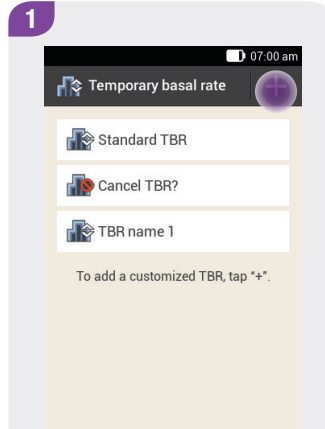 1
07:00 am
Temporary basal rate +
Standard TBR
Cancel TBR?
TBR name 1
To add a customized TBR, tap “+”.